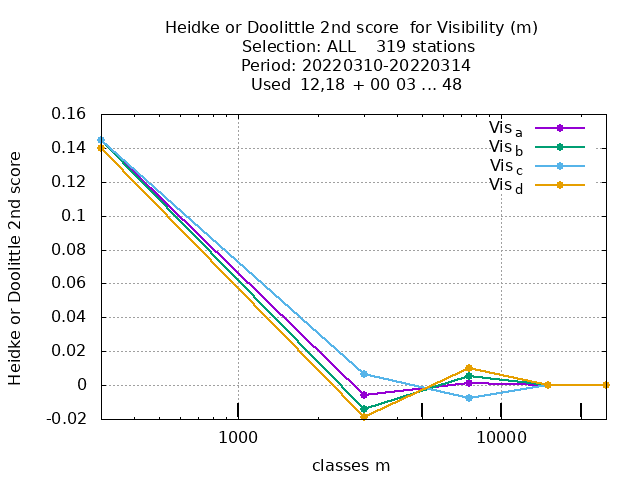 Heidke or Doolittle 2nd score  for Visibility (m)
Selection: ALL    319 stations
Period: 20220310-20220314
Used  12,18 + 00 03 ... 48
Heidke or Doolittle 2nd score
0.16
0.14
0.12
0.1
0.08
0.06
0.04
0.02
0
-0.02
Vis a
Vis b
Vis c
Vis d
1000
10000
classes m